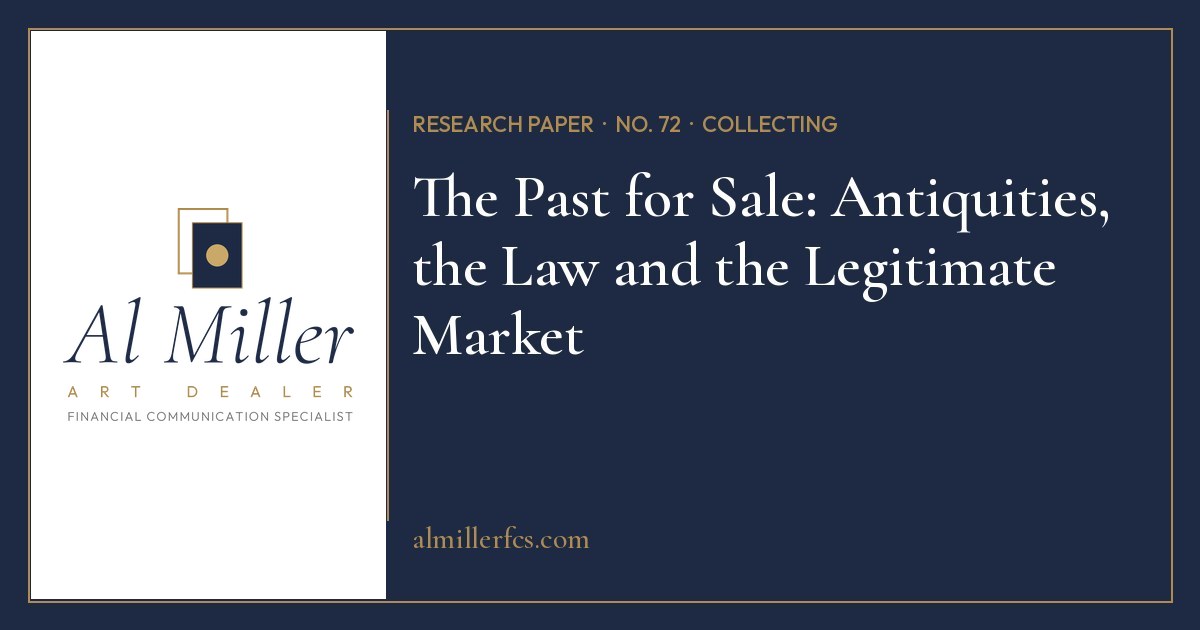 Al Miller
ART DEALER
FINANCIAL COMMUNICATION SPECIALIST
RESEARCH PAPER · NO. 72 · COLLECTING
The Past for Sale: Antiquities,
the Law and the Legitimate
Market
almillerfcs.com